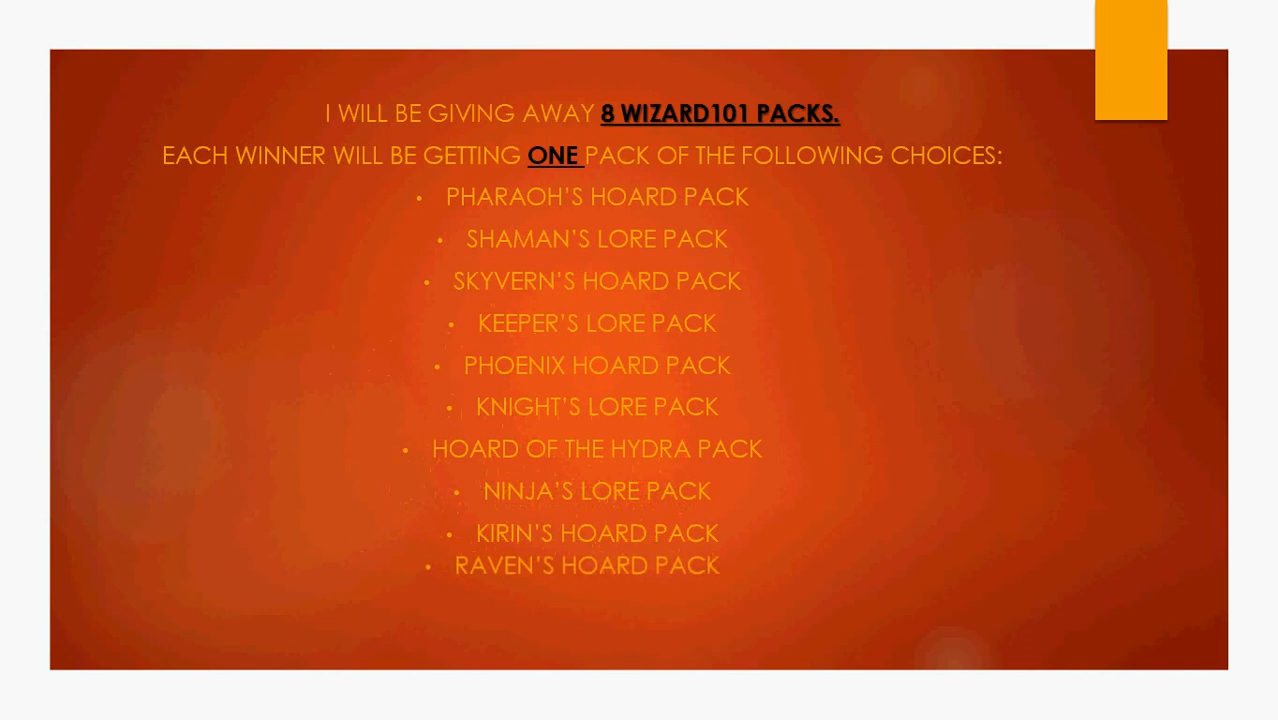 I WILL BE GIVING AWAY 8 WIZARD101 PACKS.
EACH WINNER WILL BE GETTING ONE PACK OF THE FOLLOWING CHOICES:
• PHARAOH’S HOARD PACK
• SHAMAN’S LORE PACK
• SKYVERN’S HOARD PACK
• KEEPER’S LORE PACK
• PHOENIX HOARD PACK
• KNIGHT’S LORE PACK
• HOARD OF THE HYDRA PACK
• NINJA’S LORE PACK
• KIRIN’S HOARD PACK
• RAVEN’S HOARD PACK